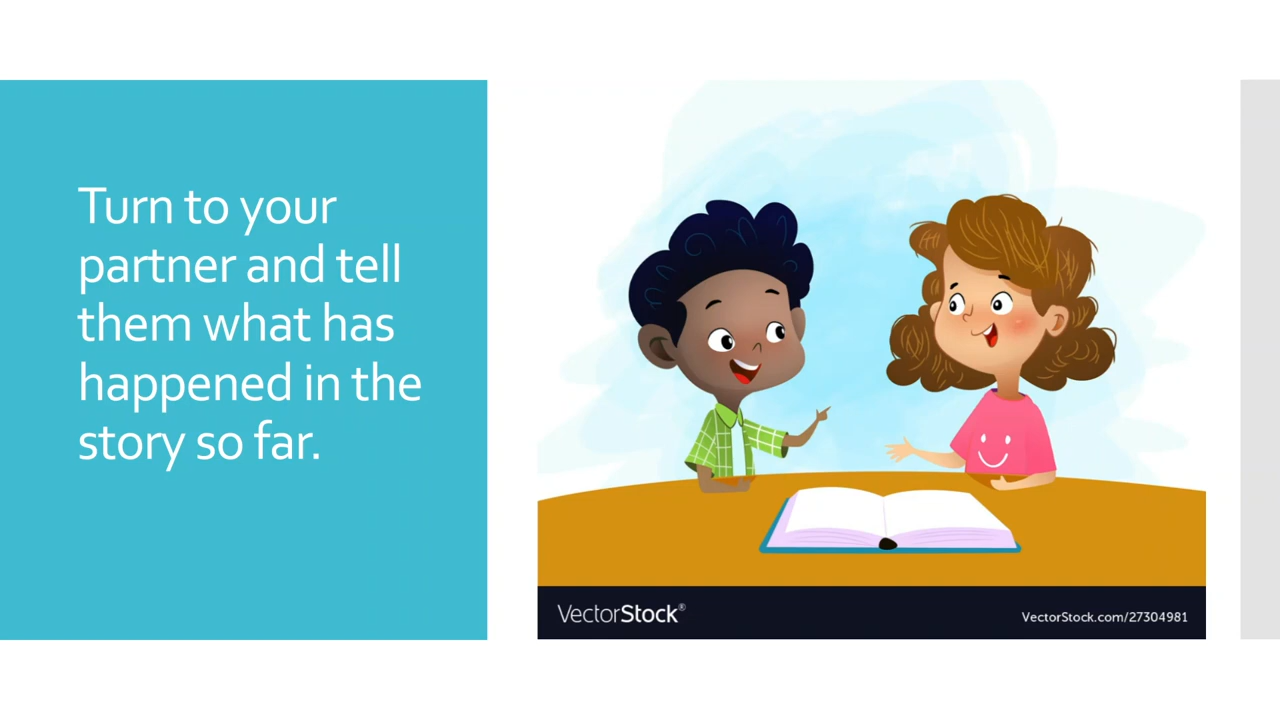 Turn to your
partner and tell
them what has
happened in the
story so far.
VectorStock®
VectorStock.com/27304981